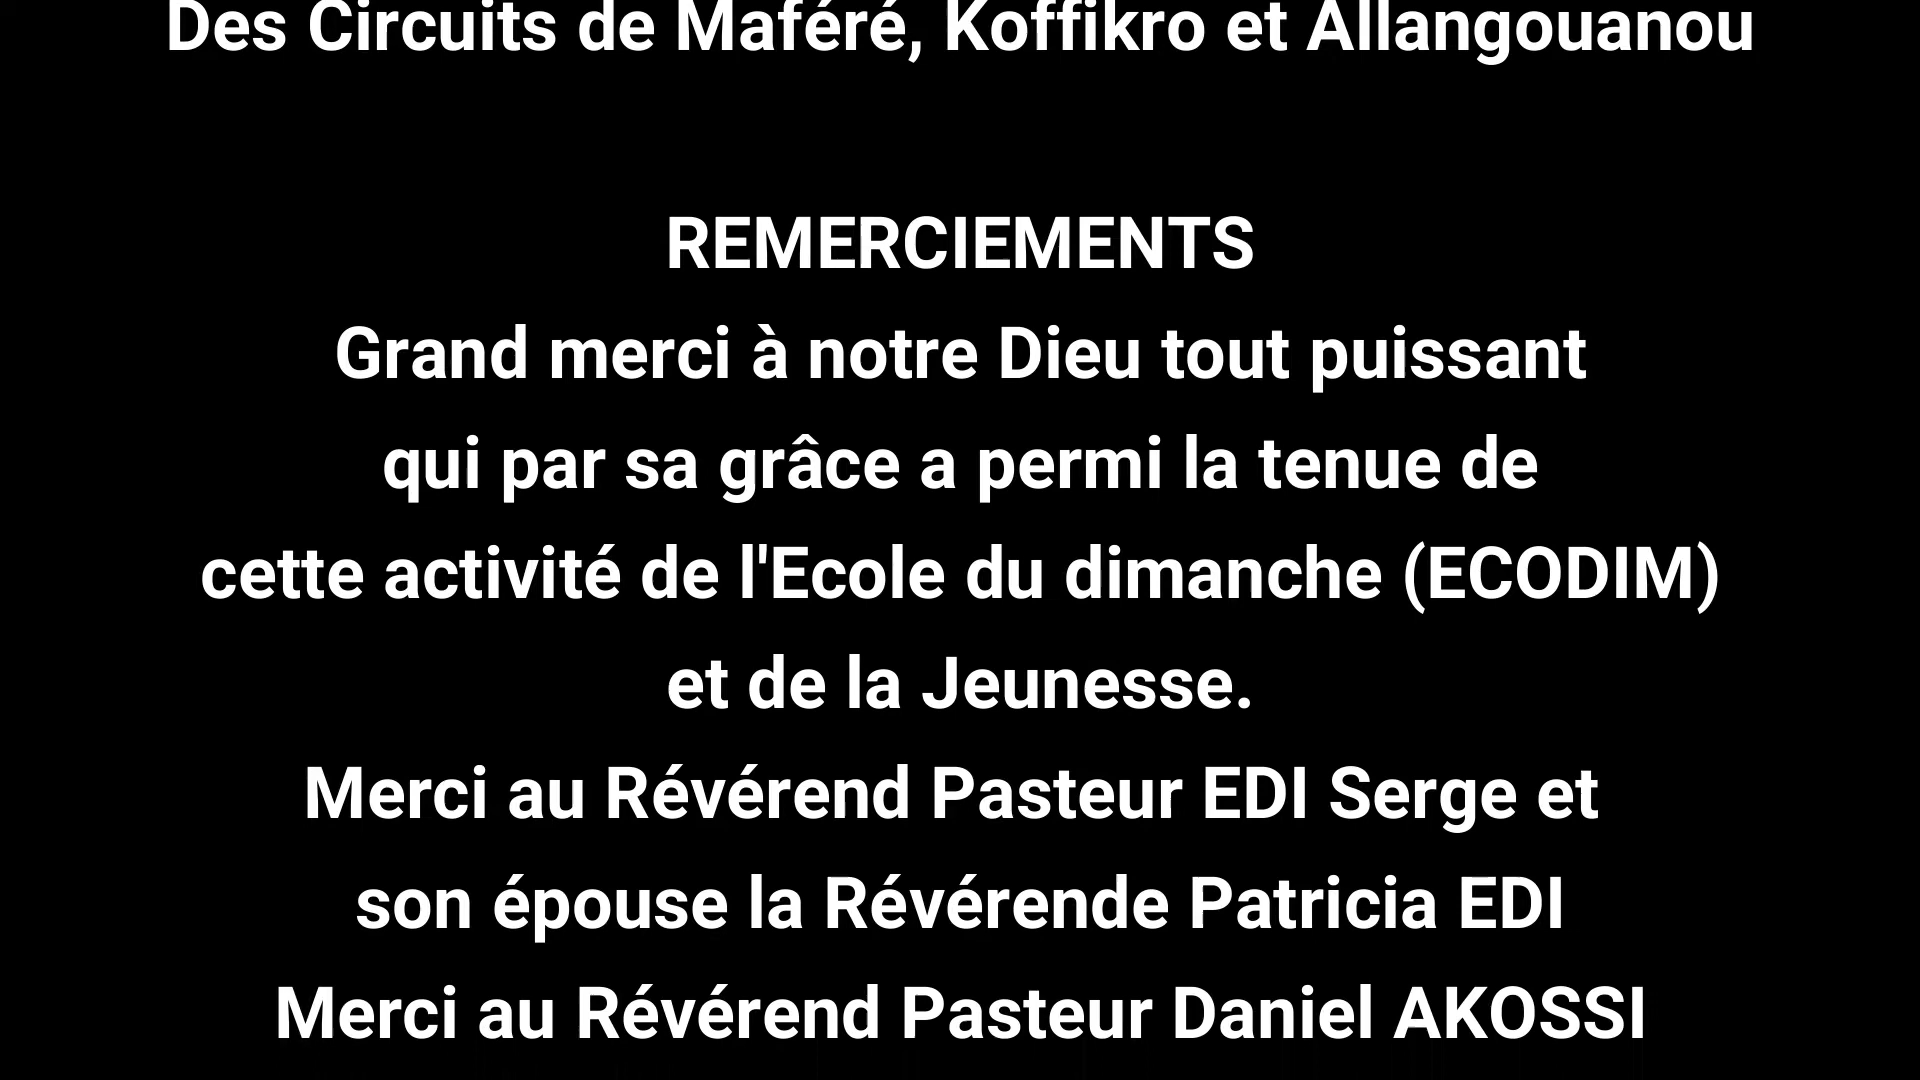 Des Circuits de Maféré, Koffikro et Allangouanou
REMERCIEMENTS
Grand merci à notre Dieu tout puissant
qui par sa grâce a permi la tenue de
cette activité de l'Ecole du dimanche (ECODIM)
et de la Jeunesse.
Merci au Révérend Pasteur EDI Serge et
son épouse la Révérende Patricia EDI
Merci au Révérend Pasteur Daniel AKOSSI